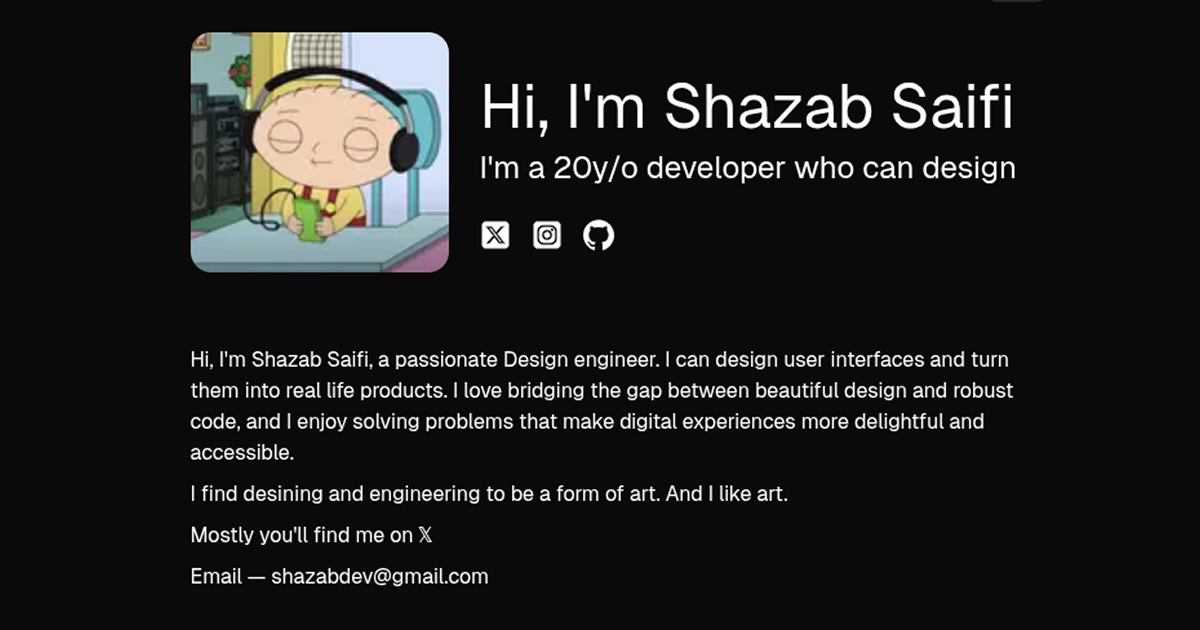 Hi, I'm Shazab Saifi
I'm a 20y/o developer who can design
Hi, I'm Shazab Saifi, a passionate Design engineer. I can design user interfaces and turn
them into real life products. I love bridging the gap between beautiful design and robust
code, and I enjoy solving problems that make digital experiences more delightful and
accessible.
I find desining and engineering to be a form of art. And I like art.
Mostly you'll find me on 𝕏
Email — shazabdev@gmail.com